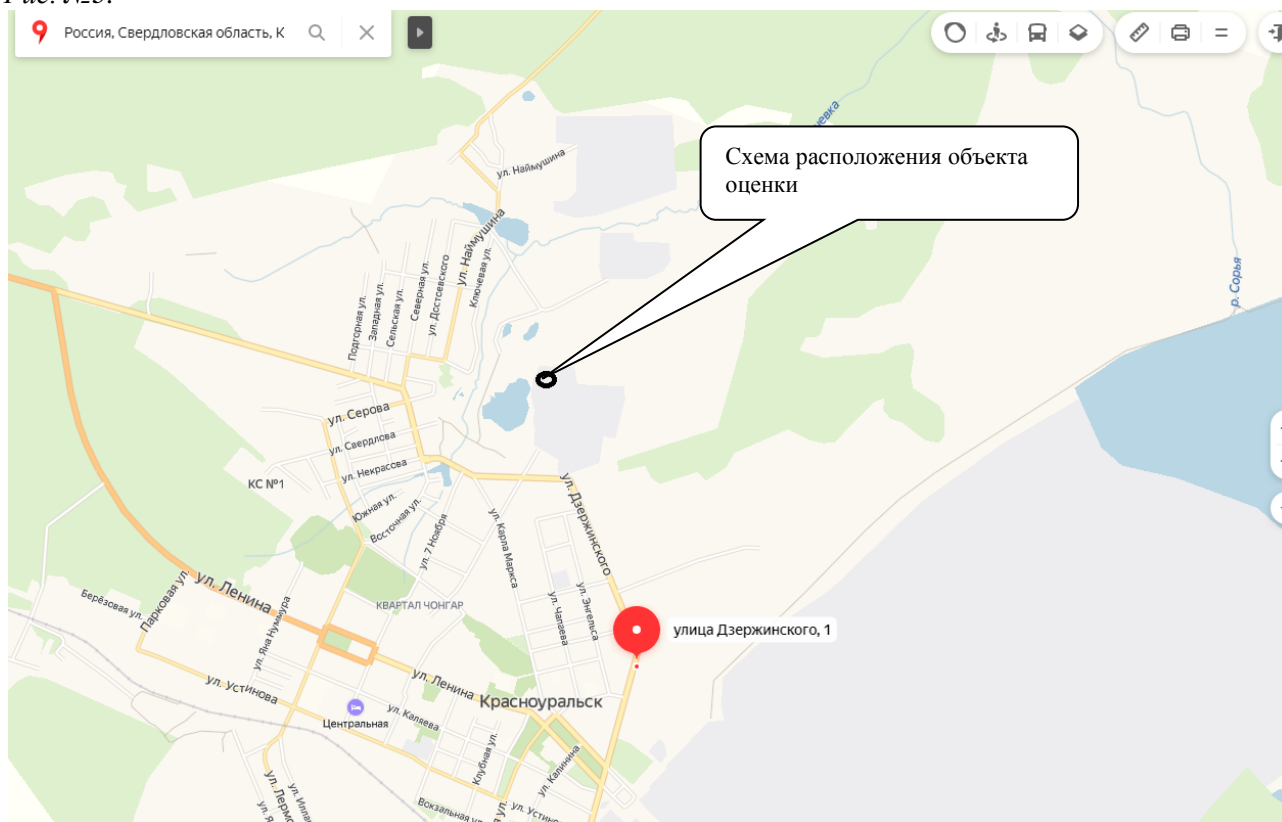 Рис. №3.
Россия, Свердловская область, К
Схема расположения объекта
оценки
ул. Наймушина
ул. Наймушина
Ключевая ул.
ул. Достоевского
Северная ул.
Сельская ул.
Западная ул.
Подгорная ул.
р. Сорья
ул. Серова
ул. Свердлова
ул. Некрасова
КС №1
Южная ул.
Восточная ул.
ул. 7 Ноября
ул. Карла Маркса
ул. Дзержинского
ул. Энгельса
ул. Чапаева
КВАРТАЛ ЧОНГАР
Берёзовая ул.
Парковая ул.
ул. Ленина
ул. Яна Нуммура
улица Дзержинского, 1
ул. Устинова
ул. Ленина
Красноуральск
Центральная
ул. Каляева
Клубная ул.
ул. Калинина
Вокзальная ул.